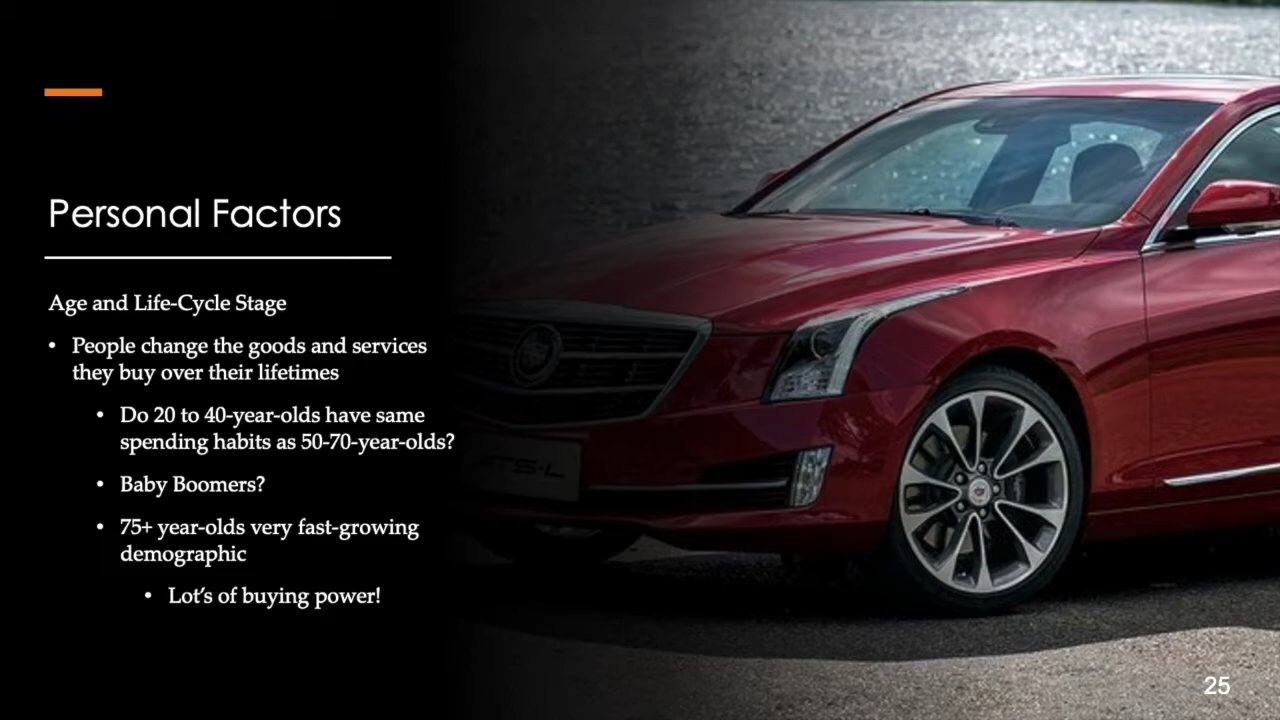 Personal Factors
Age and Life-Cycle Stage
• People change the goods and services
they buy over their lifetimes
• Do 20 to 40-year-olds have same
spending habits as 50-70-year-olds?
• Baby Boomers?
• 75+ year-olds very fast-growing
demographic
• Lot's of buying power!
25